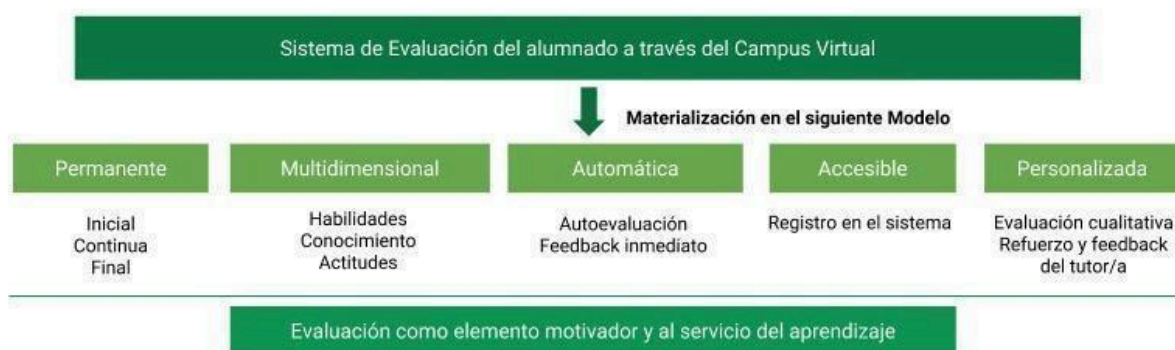 Sistema de Evaluación del alumnado a través del Campus Virtual
Materialización en el siguiente Modelo
Permanente
Inicial
Continua
Final
Multidimensional
Habilidades
Conocimiento
Actitudes
Automática
Autoevaluación
Feedback inmediato
Accesible
Registro en el sistema
Personalizada
Evaluación cualitativa
Refuerzo y feedback
del tutor/a
Evaluación como elemento motivador y al servicio del aprendizaje